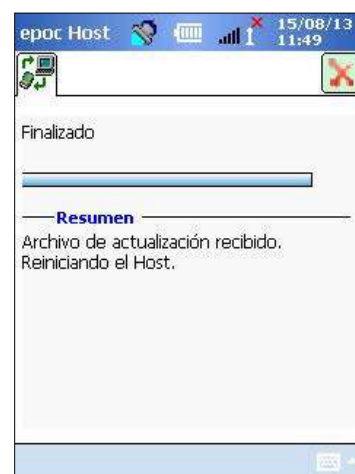 epoc Host
15/08/13
11:49
Finalizado
Resumen
Archivo de actualización recibido.
Reiniciando el Host.